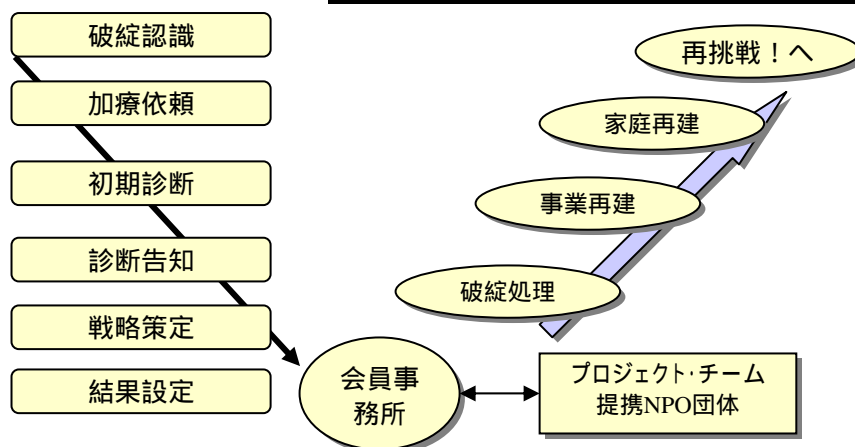 破綻認識
加療依頼
初期診断
診断告知
戦略策定
結果設定
再挑戦！へ
家庭再建
事業再建
破綻処理
会員事
務所
プロジェクト・チーム
提携NPO団体